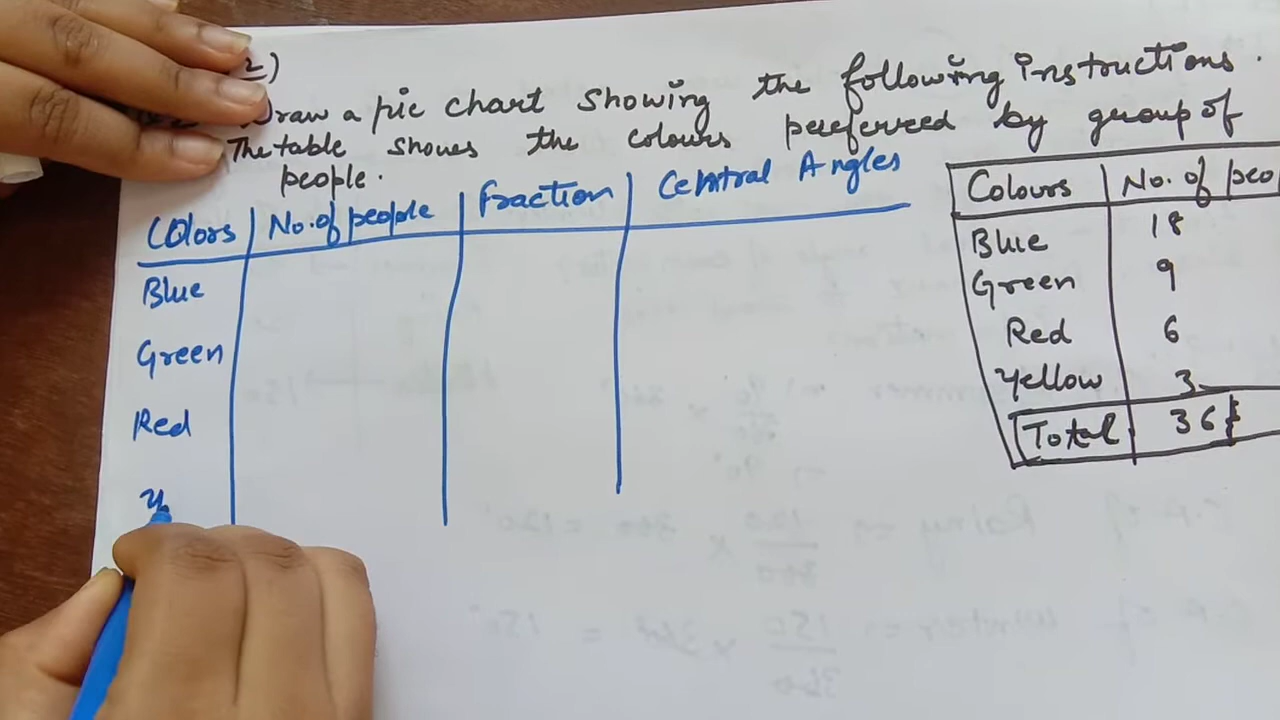 2)
Draw a pie chart showing the following instructions.
The table shows the colours preferred by group of
people.
Colors No. of people Fraction Central Angles
Blue
Green
Red
Colours No. of
Blue 18
Green 9
Red 6
Yellow 3
Total 36